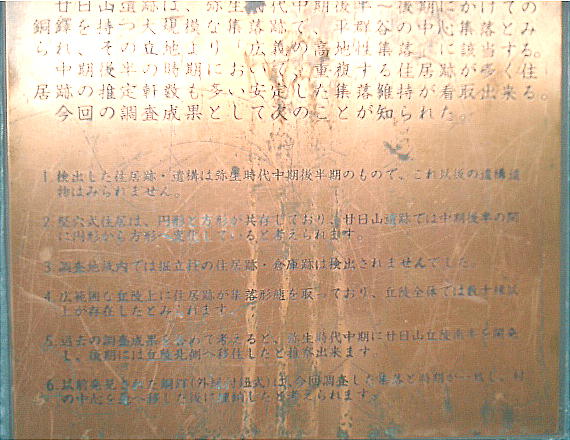 廿日山遺跡は、弥生時代中期後半～後期にかけての
銅鐸を持つ大規模な集落跡で、平群谷の中心集落とみ
られ、その立地より「広義の高地性集落」に該当する。
中期後半の時期において、重複する住居跡が多く住
居跡の推定軒数も多い安定した集落維持が看取出来る。
今回の調査成果として次のことが知られた。
1. 検出した住居跡・遺構は弥生時代中期後半期のもので、これ以後の遺構遺
物はみられません。
2. 竪穴式住居は、円形と方形が共存しており、廿日山遺跡では中期後半の間
に円形から方形へ変化していると考えられます。
3. 調査地域内では掘立柱の住居跡・倉庫跡は検出されませんでした。
4. 広範囲な丘陵上に住居跡が集落形態を取っており、丘陵全体では数十棟以
上が存在したとみられます。
5. 過去の調査成果を含めて考えると、弥生時代中期に廿日山丘陵南半を開発
し、後期には丘陵北側へ移住したと推察出来ます
6. 以前発見された銅鐸(外縁付鈕式)は、今回調査した集落と時期が一致し、村
の中心を北へ移した後に埋納したと考えられます。